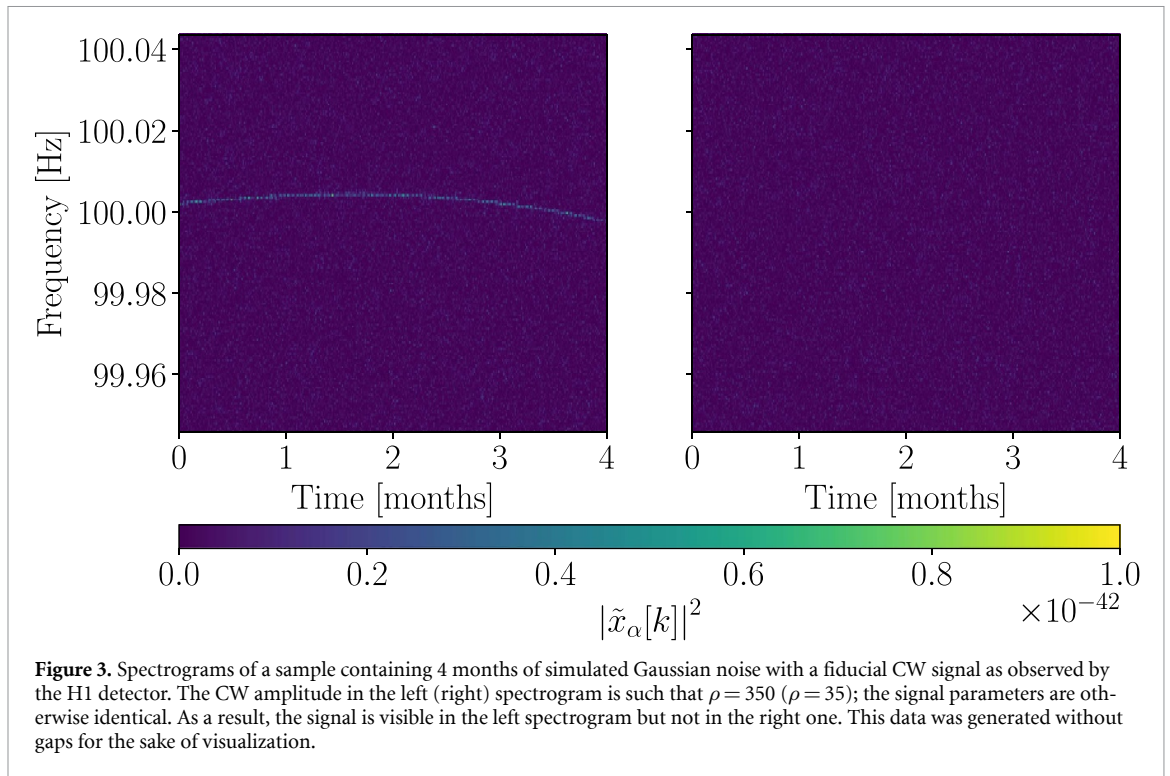 100.04
100.02
100.00
99.98
99.96
Frequency [Hz]
0 1 2 3 4
Time [months]
0 1 2 3 4
Time [months]
0.0 0.2 0.4 0.6 0.8 1.0
×10⁻⁴²
|x̃α[k]|²
Figure 3. Spectrograms of a sample containing 4 months of simulated Gaussian noise with a fiducial CW signal as observed by
the H1 detector. The CW amplitude in the left (right) spectrogram is such that ρ = 350 (ρ = 35); the signal parameters are oth-
erwise identical. As a result, the signal is visible in the left spectrogram but not in the right one. This data was generated without
gaps for the sake of visualization.